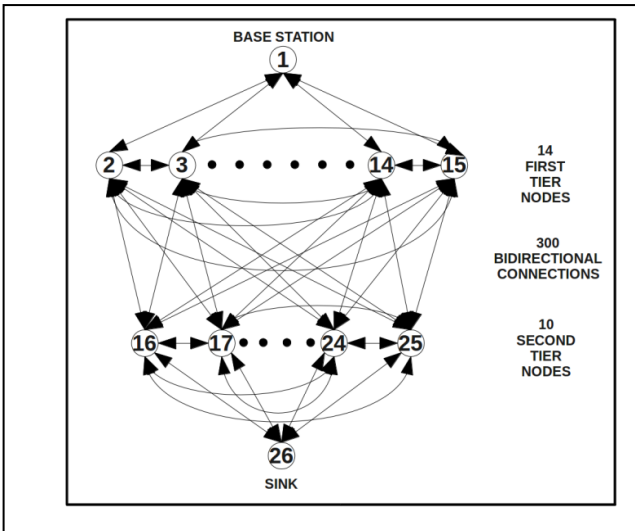 BASE STATION
1
2 3 14 15
14
FIRST
TIER
NODES
300
BIDIRECTIONAL
CONNECTIONS
16 17 24 25
10
SECOND
TIER
NODES
26
SINK